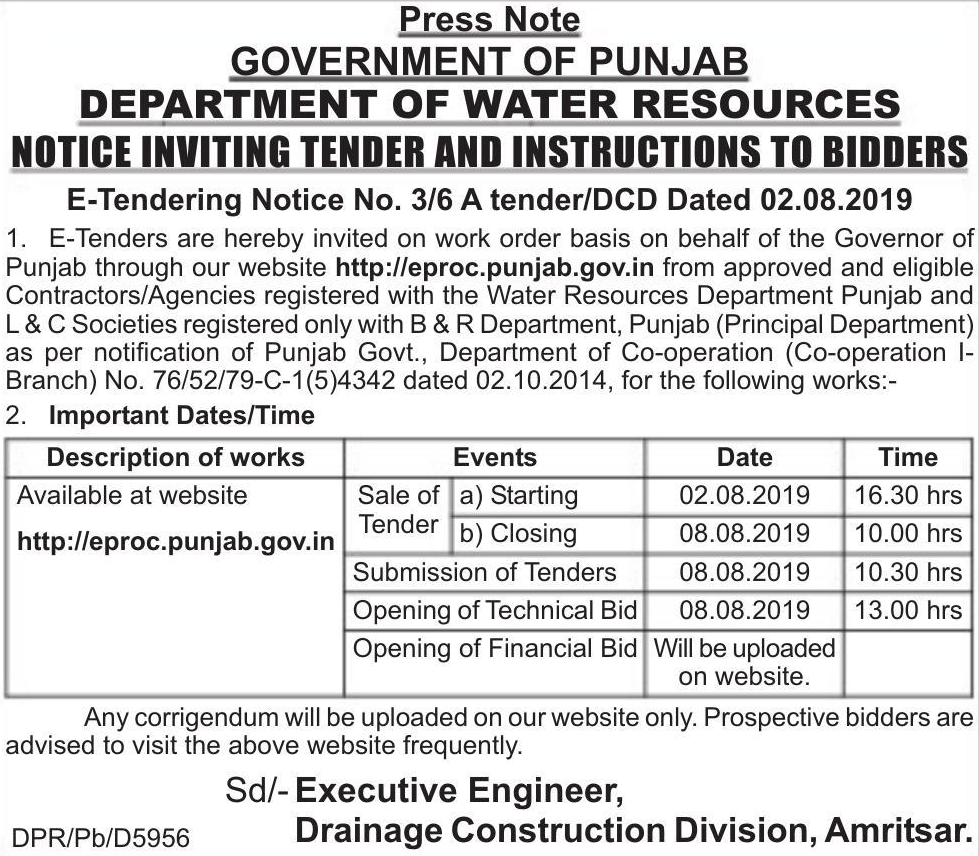 Press Note
GOVERNMENT OF PUNJAB
DEPARTMENT OF WATER RESOURCES
NOTICE INVITING TENDER AND INSTRUCTIONS TO BIDDERS
E-Tendering Notice No. 3/6 A tender/DCD Dated 02.08.2019
1. E-Tenders are hereby invited on work order basis on behalf of the Governor of
Punjab through our website http://eproc.punjab.gov.in from approved and eligible
Contractors/Agencies registered with the Water Resources Department Punjab and
L & C Societies registered only with B & R Department, Punjab (Principal Department)
as per notification of Punjab Govt., Department of Co-operation (Co-operation I-
Branch) No. 76/52/79-C-1(5)4342 dated 02.10.2014, for the following works:-
2. Important Dates/Time
Description of works Events Date Time
Available at website Sale of a) Starting 02.08.2019 16.30 hrs
http://eproc.punjab.gov.in Tender b) Closing 08.08.2019 10.00 hrs
Submission of Tenders 08.08.2019 10.30 hrs
Opening of Technical Bid 08.08.2019 13.00 hrs
Opening of Financial Bid Will be uploaded
on website.
Any corrigendum will be uploaded on our website only. Prospective bidders are
advised to visit the above website frequently.
Sd/- Executive Engineer,
DPR/Pb/D5956 Drainage Construction Division, Amritsar.